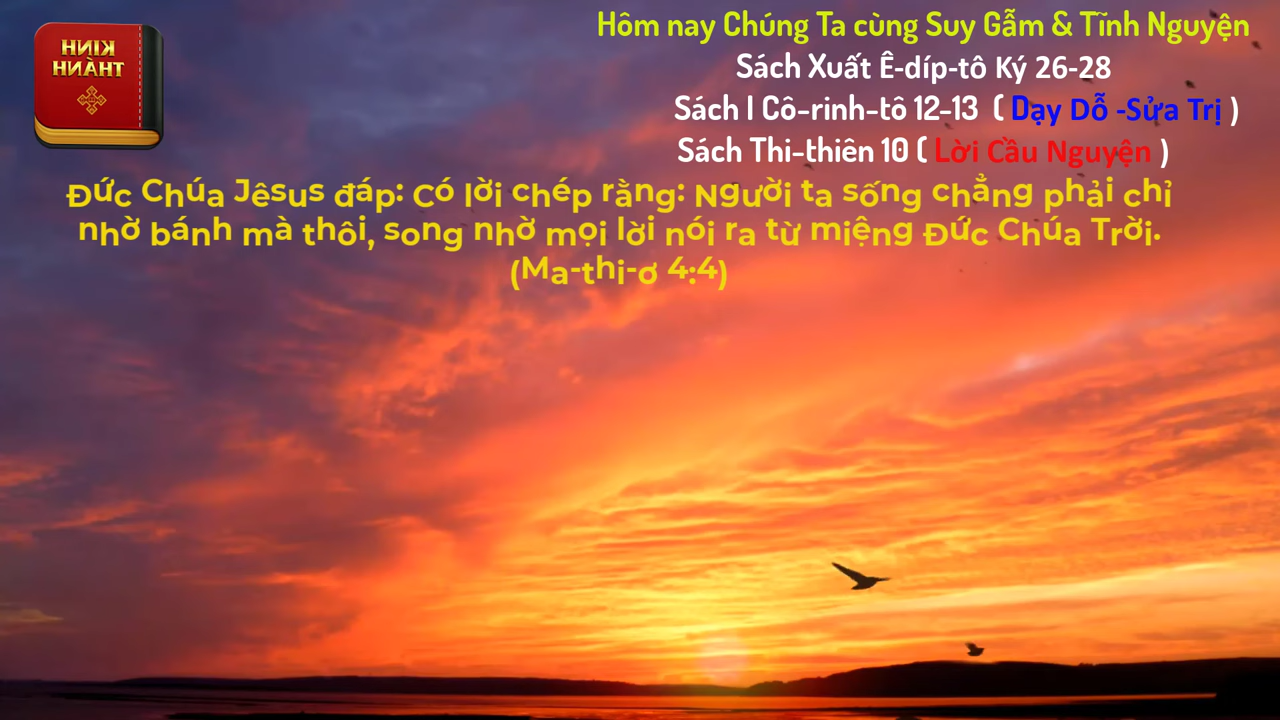 KINH
THÀNH
Hôm nay Chúng Ta cùng Suy Gẫm & Tĩnh Nguyện
Sách Xuất Ê-díp-tô Ký 26-28
Sách I Cô-rinh-tô 12-13 ( Dạy Dỗ -Sửa Trị )
Sách Thi-thiên 10 ( Lời Cầu Nguyện )
Đức Chúa Jêsus đáp: Có lời chép rằng: Người ta sống chẳng phải chỉ
nhờ bánh mà thôi, song nhờ mọi lời nói ra từ miệng Đức Chúa Trời.
(Ma-thi-ơ 4:4)